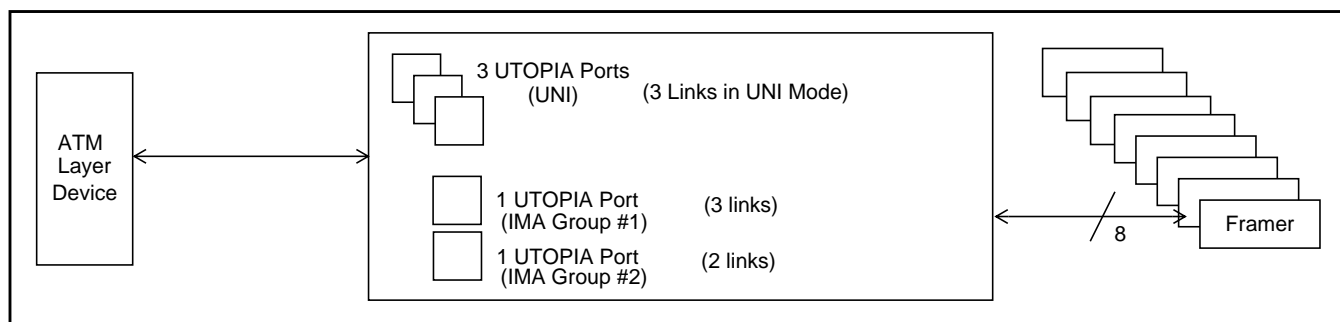 ATM
Layer
Device
3 UTOPIA Ports
(UNI)
(3 Links in UNI Mode)
1 UTOPIA Port
(IMA Group #1)
(3 links)
1 UTOPIA Port
(IMA Group #2)
(2 links)
8
Framer